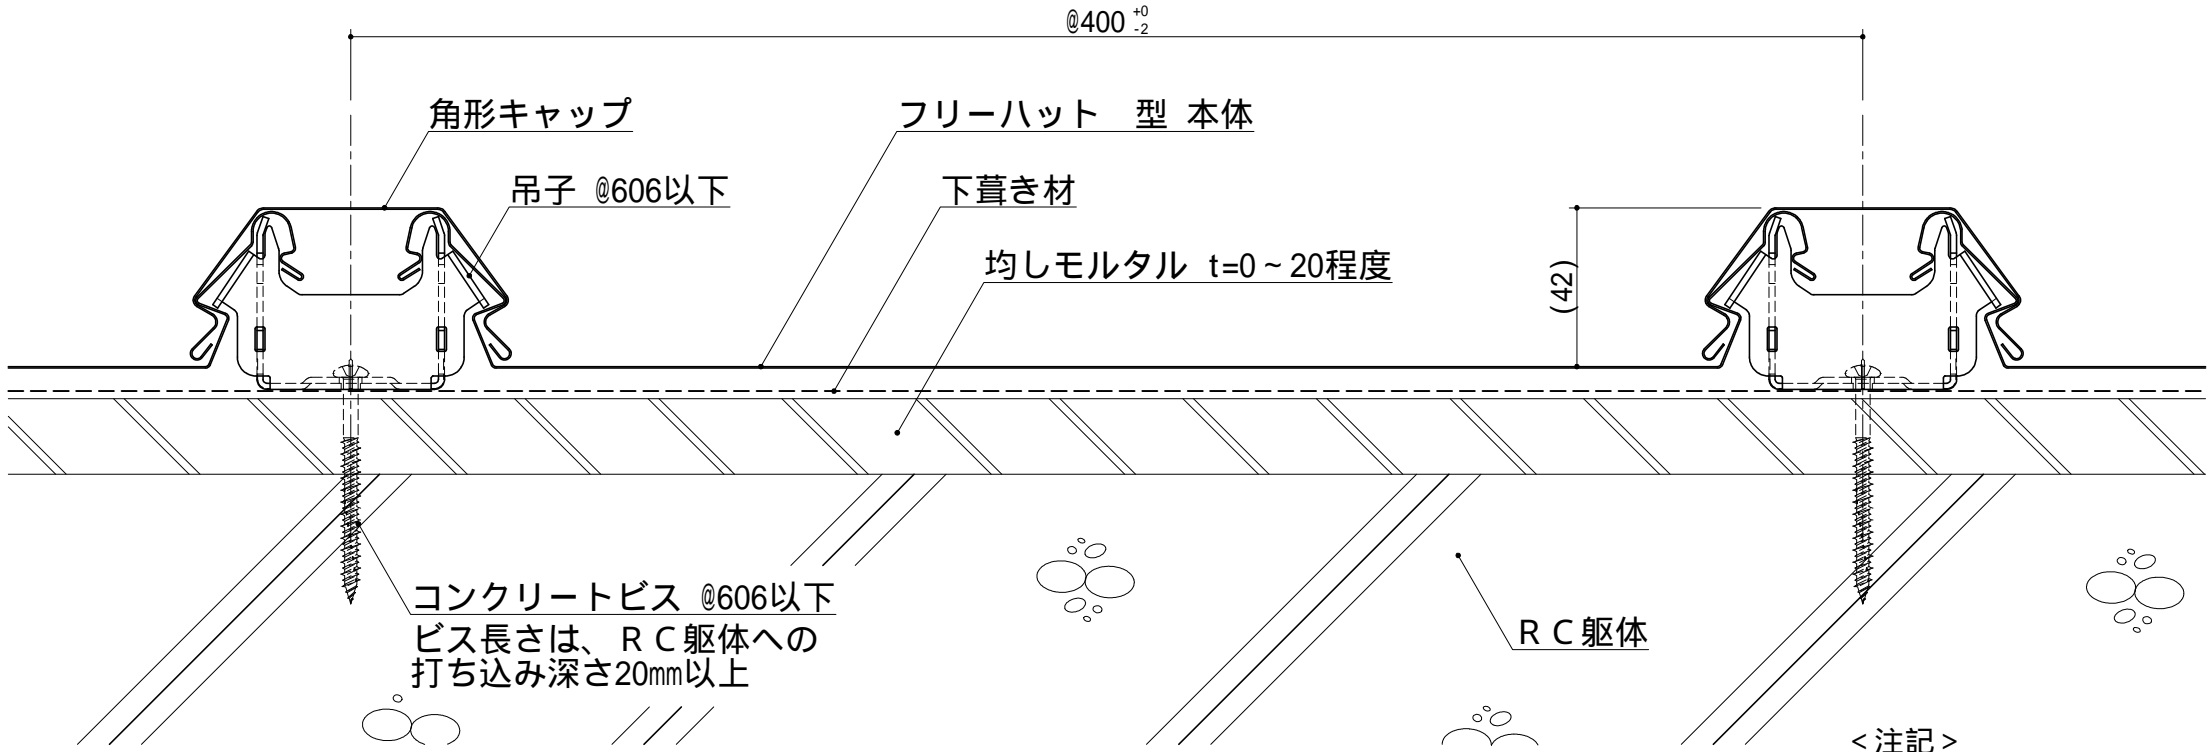 @400 +0 -2
角形キャップ
フリーハット　型 本体
吊子 @606以下
下葺き材
均しモルタル t=0~20程度
(42)
コンクリートビス @606以下
ビス長さは、ＲＣ躯体への
打ち込み深さ20㎜以上
ＲＣ躯体
＜注記＞